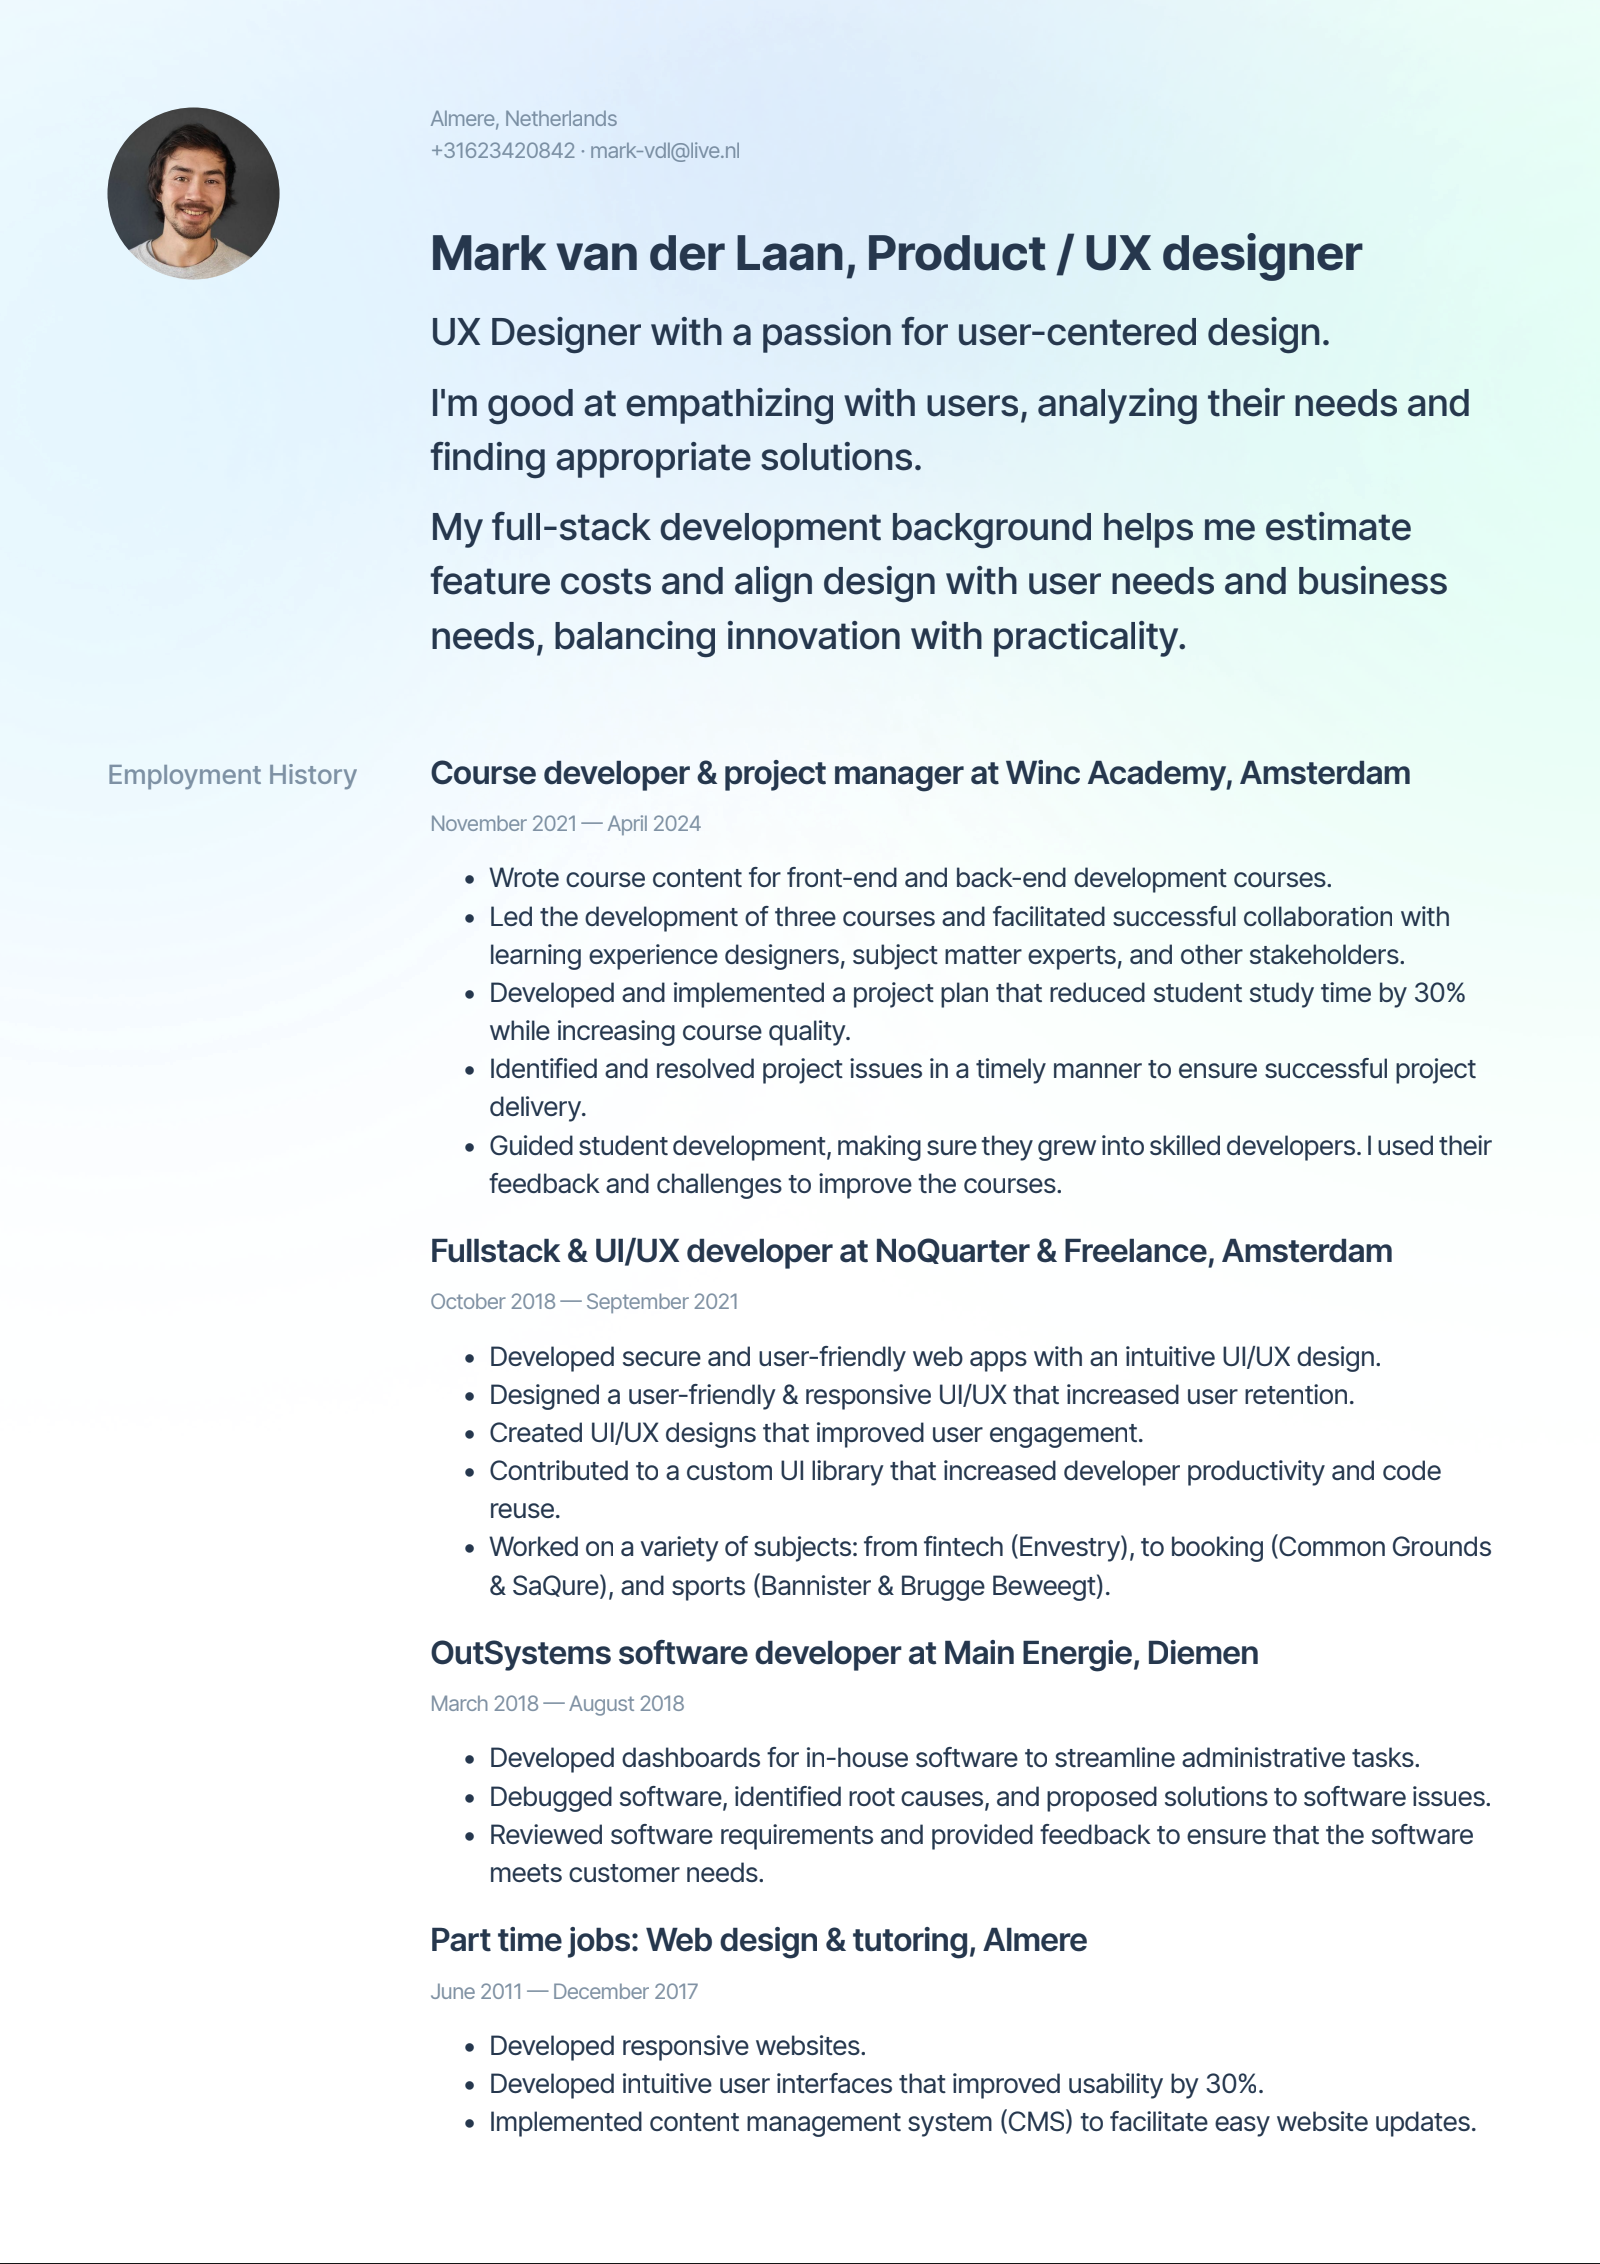 Almere, Netherlands
+31623420842 · mark-vdl@live.nl
Mark van der Laan, Product / UX designer
UX Designer with a passion for user-centered design.
I'm good at empathizing with users, analyzing their needs and
finding appropriate solutions.
My full-stack development background helps me estimate
feature costs and align design with user needs and business
needs, balancing innovation with practicality.
Employment History
Course developer & project manager at Winc Academy, Amsterdam
November 2021 — April 2024
• Wrote course content for front-end and back-end development courses.
• Led the development of three courses and facilitated successful collaboration with
learning experience designers, subject matter experts, and other stakeholders.
• Developed and implemented a project plan that reduced student study time by 30%
while increasing course quality.
• Identified and resolved project issues in a timely manner to ensure successful project
delivery.
• Guided student development, making sure they grew into skilled developers. I used their
feedback and challenges to improve the courses.
Fullstack & UI/UX developer at NoQuarter & Freelance, Amsterdam
October 2018 — September 2021
• Developed secure and user-friendly web apps with an intuitive UI/UX design.
• Designed a user-friendly & responsive UI/UX that increased user retention.
• Created UI/UX designs that improved user engagement.
• Contributed to a custom UI library that increased developer productivity and code
reuse.
• Worked on a variety of subjects: from fintech (Envestry), to booking (Common Grounds
& SaQure), and sports (Bannister & Brugge Beweegt).
OutSystems software developer at Main Energie, Diemen
March 2018 — August 2018
• Developed dashboards for in-house software to streamline administrative tasks.
• Debugged software, identified root causes, and proposed solutions to software issues.
• Reviewed software requirements and provided feedback to ensure that the software
meets customer needs.
Part time jobs: Web design & tutoring, Almere
June 2011 — December 2017
• Developed responsive websites.
• Developed intuitive user interfaces that improved usability by 30%.
• Implemented content management system (CMS) to facilitate easy website updates.